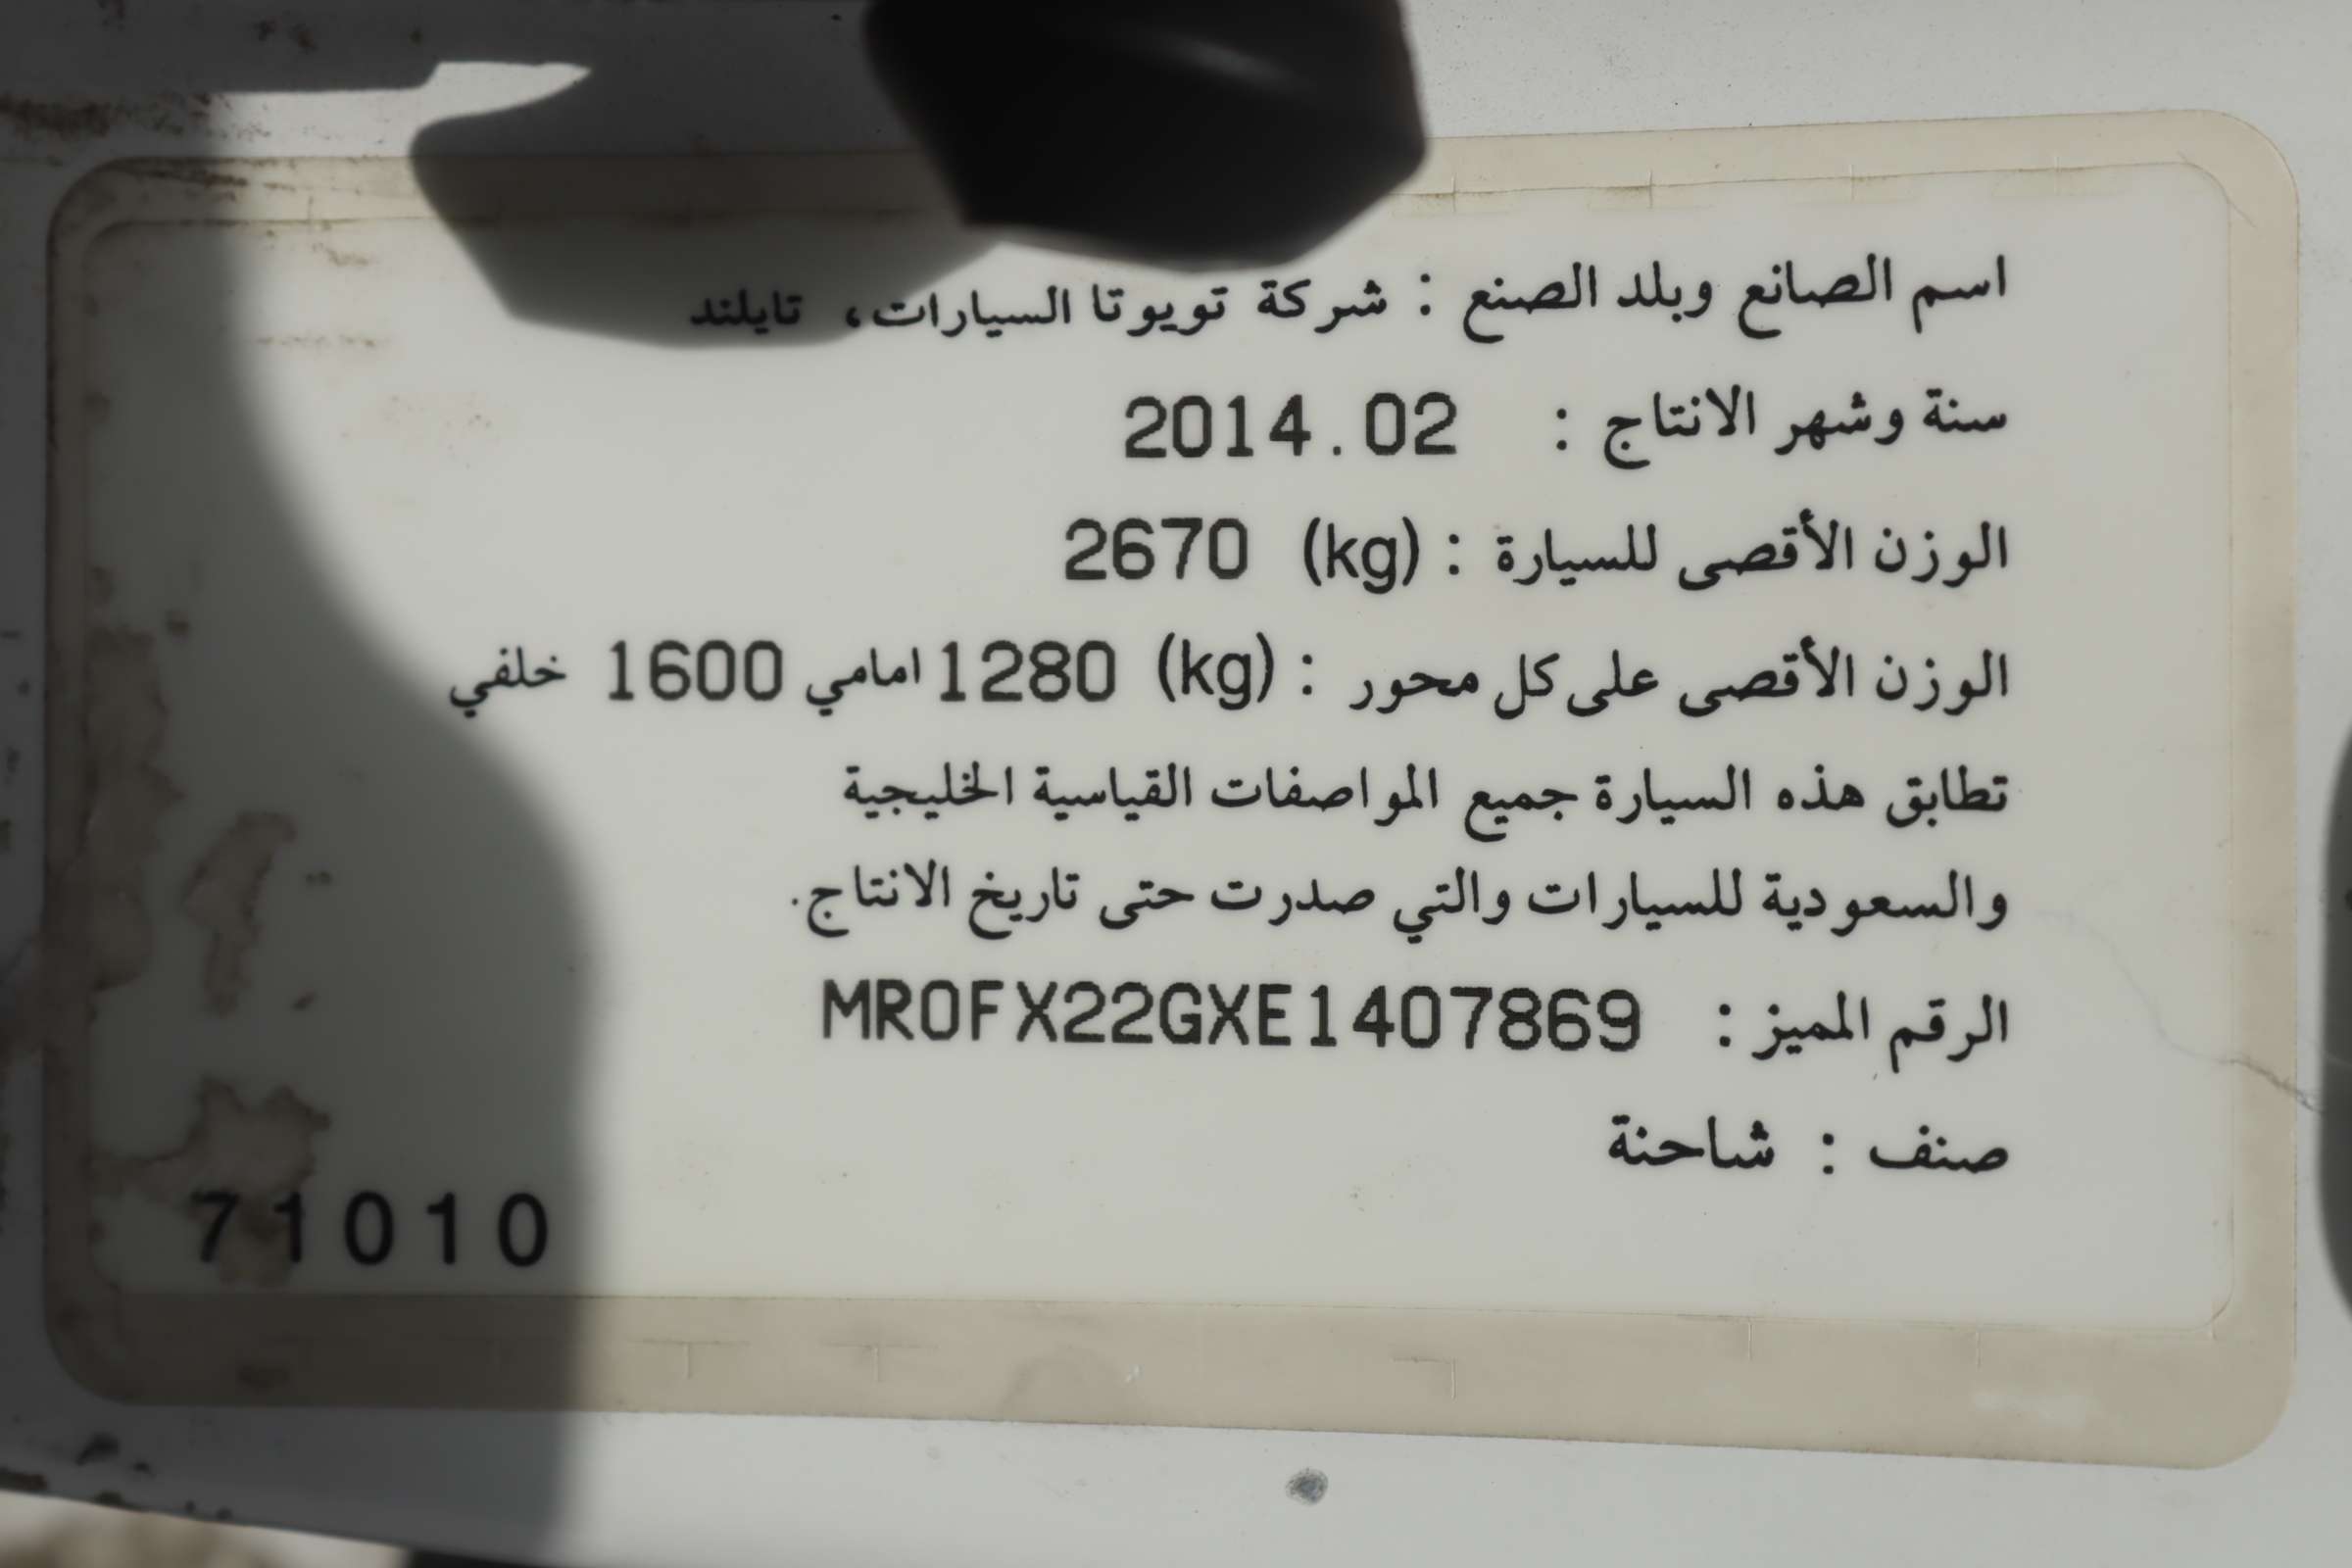 اسم الصانع وبلد الصنع : شركة تويوتا السيارات، تايلند
سنة وشهر الانتاج : 2014.02
الوزن الأقصى للسيارة : (kg) 2670
الوزن الأقصى على كل محور : (kg) 1280 امامي 1600 خلفي
تطابق هذه السيارة جميع المواصفات القياسية الخليجية
والسعودية للسيارات والتي صدرت حتى تاريخ الانتاج.
الرقم المميز : MR0FX22GXE1407869
صنف : شاحنة
71010